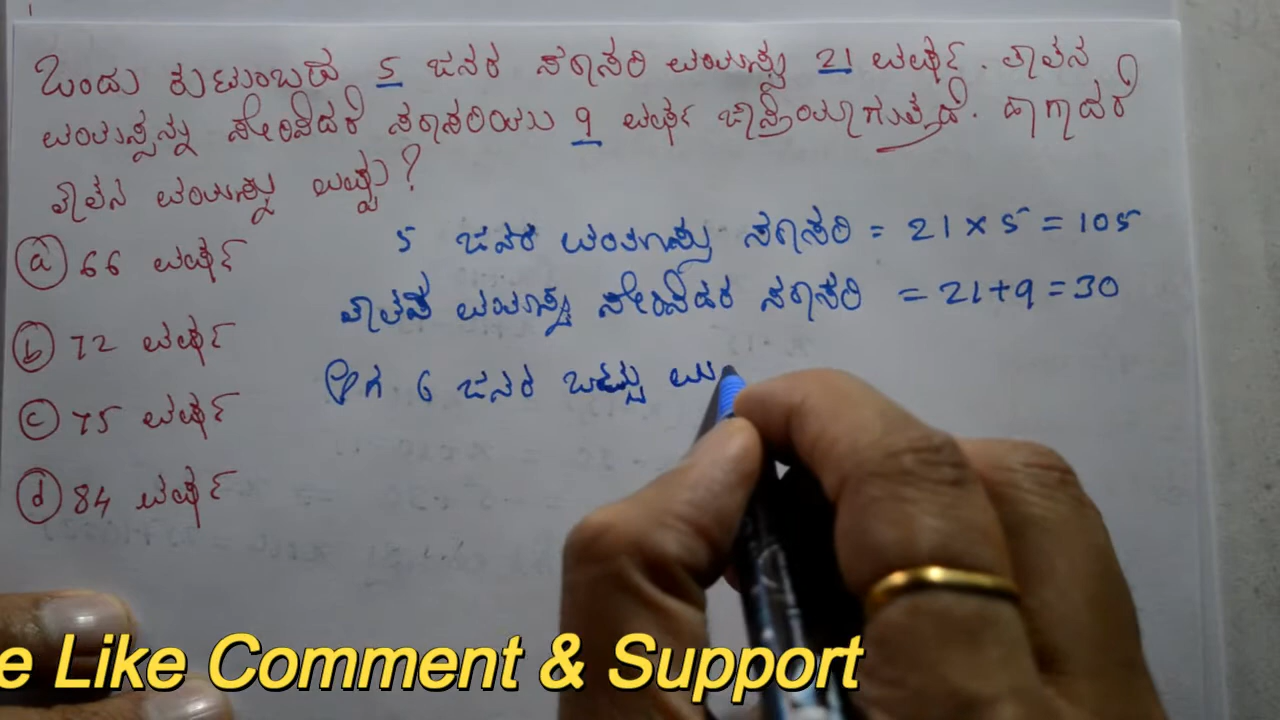 ಒಂದು ಕುಟುಂಬದ 5 ಜನರ ಸರಾಸರಿ ವಯಸ್ಸು 21 ವರ್ಷ. ತಾತನ
ವಯಸ್ಸನ್ನು ಸೇರಿಸಿದರೆ ಸರಾಸರಿಯು 9 ವರ್ಷ ಜಾಸ್ತಿಯಾಗುತ್ತದೆ. ಹಾಗಾದರೆ
ತಾತನ ವಯಸ್ಸು ಎಷ್ಟು?
5 ಜನರ ವಯಸ್ಸು ಸರಾಸರಿ = 21 × 5 = 105
ⓐ 66 ವರ್ಷ
ತಾತನ ವಯಸ್ಸು ಸೇರಿಸಿದರ ಸರಾಸರಿ = 21+9 = 30
ⓑ 72 ವರ್ಷ
ಈಗ 6 ಜನರ ಒಟ್ಟು
ⓒ 75 ವರ್ಷ
ⓓ 84 ವರ್ಷ
e Like Comment & Support